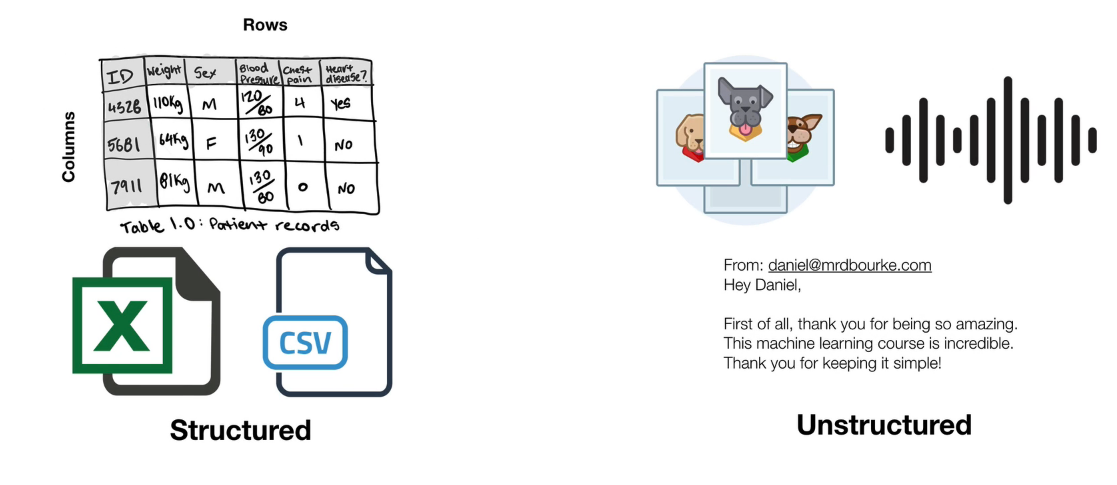 Rows
Columns
ID Weight Sex Blood Pressure Chest pain Heart disease?
4328 110Kg M 120/80 4 Yes
5681 64Kg F 130/90 1 No
7911 81Kg M 130/80 0 No
Table 1.0: Patient records
X
CSV
Structured
From: daniel@mrdbourke.com
Hey Daniel,
First of all, thank you for being so amazing.
This machine learning course is incredible.
Thank you for keeping it simple!
Unstructured